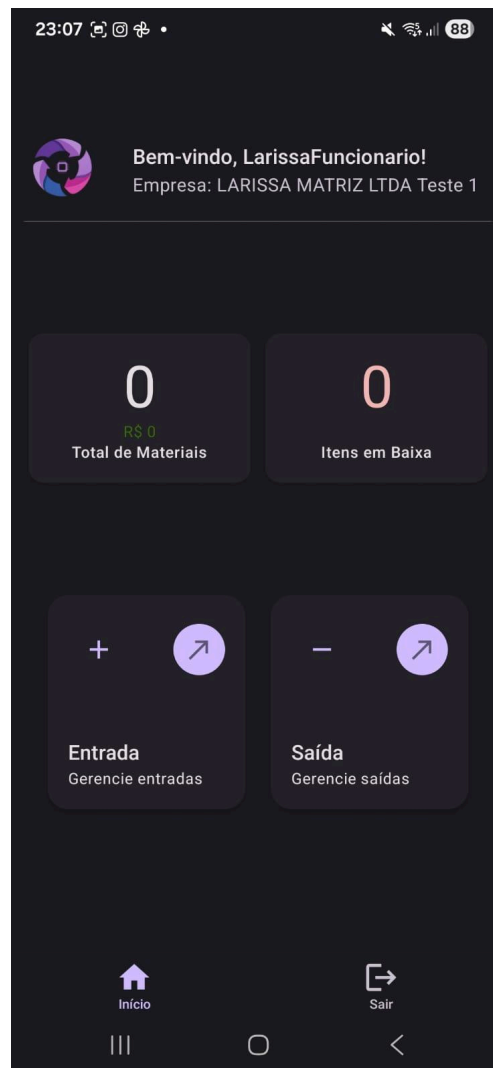 23:07
88
Bem-vindo, LarissaFuncionario!
Empresa: LARISSA MATRIZ LTDA Teste 1
0
R$ 0
Total de Materiais
0
Itens em Baixa
+
Entrada
Gerencie entradas
−
Saída
Gerencie saídas
Início
Sair